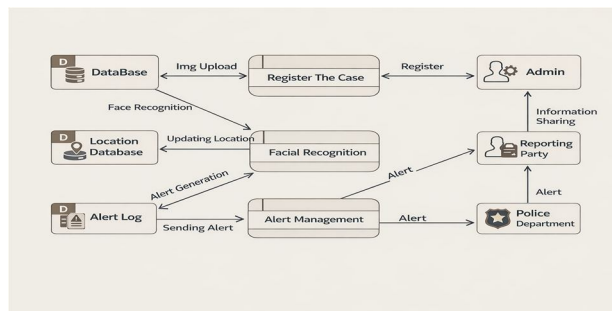 D
DataBase
Img Upload
Register The Case
Register
Admin
Face Recognition
Information
Sharing
D
Location
Database
Updating Location
Facial Recognition
Reporting
Party
Alert Generation
Alert
D
Alert Log
Sending Alert
Alert Management
Alert
Alert
Police
Department